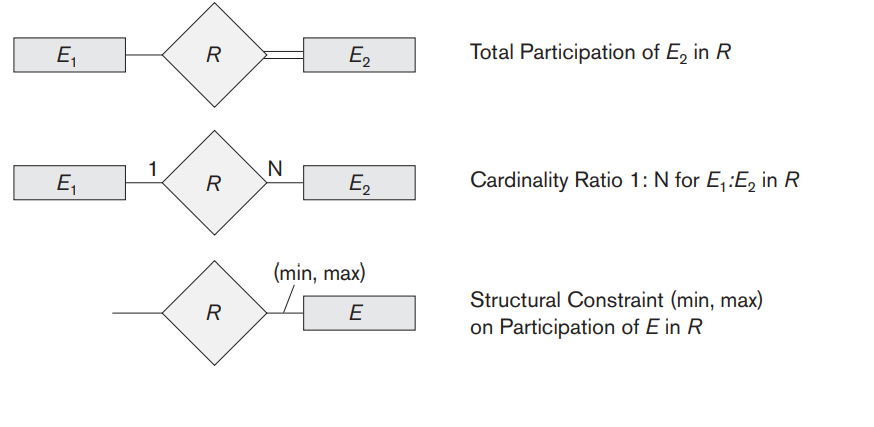 E₁ R E₂ Total Participation of E₂ in R
1 N
E₁ R E₂ Cardinality Ratio 1: N for E₁:E₂ in R
(min, max)
R E Structural Constraint (min, max)
on Participation of E in R